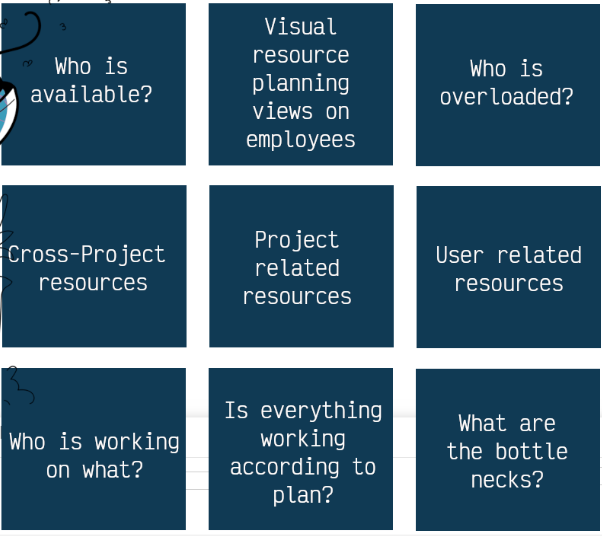 Who is
available?
Visual
resource
planning
views on
employees
Who is
overloaded?
Cross-Project
resources
Project
related
resources
User related
resources
Who is working
on what?
Is everything
working
according to
plan?
What are
the bottle
necks?